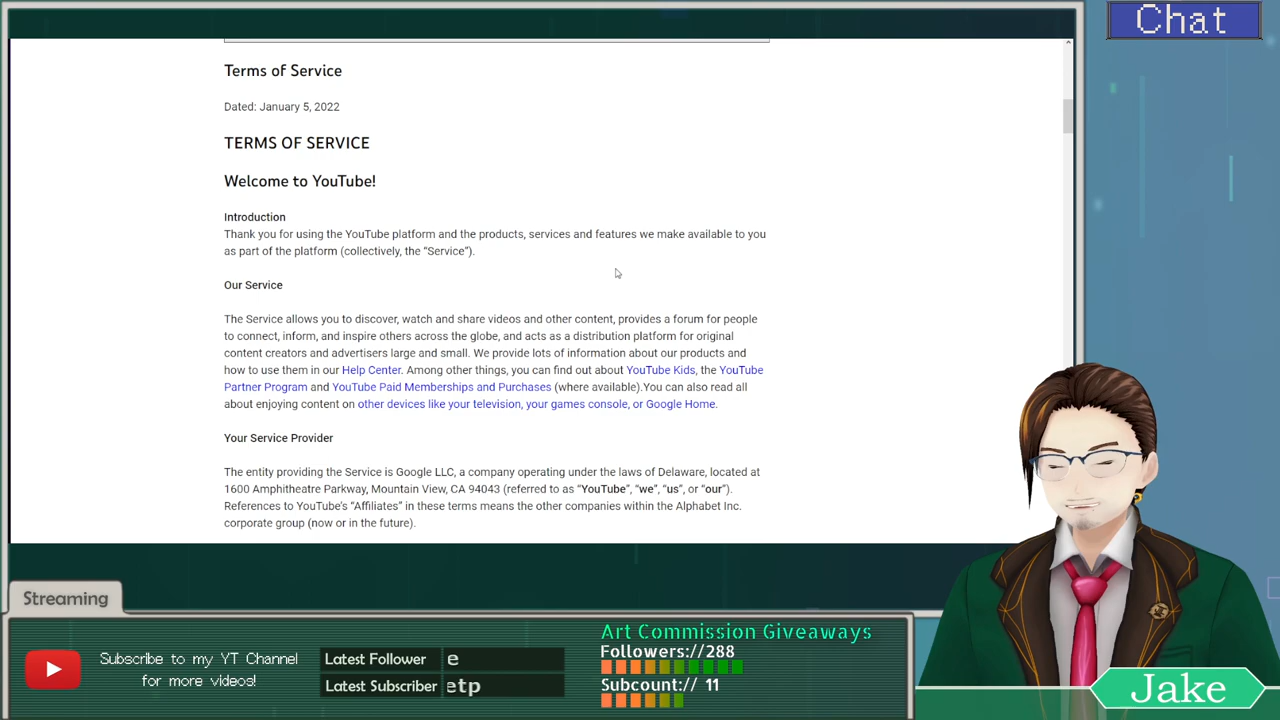 Chat
Terms of Service
Dated: January 5, 2022
TERMS OF SERVICE
Welcome to YouTube!
Introduction
Thank you for using the YouTube platform and the products, services and features we make available to you
as part of the platform (collectively, the “Service”).
Our Service
The Service allows you to discover, watch and share videos and other content, provides a forum for people
to connect, inform, and inspire others across the globe, and acts as a distribution platform for original
content creators and advertisers large and small. We provide lots of information about our products and
how to use them in our Help Center. Among other things, you can find out about YouTube Kids, the YouTube
Partner Program and YouTube Paid Memberships and Purchases (where available).You can also read all
about enjoying content on other devices like your television, your games console, or Google Home.
Your Service Provider
The entity providing the Service is Google LLC, a company operating under the laws of Delaware, located at
1600 Amphitheatre Parkway, Mountain View, CA 94043 (referred to as “YouTube”, “we”, “us”, or “our”).
References to YouTube’s “Affiliates” in these terms means the other companies within the Alphabet Inc.
corporate group (now or in the future).
Streaming
Subscribe to my YT Channel
for more videos!
Latest Follower e
Latest Subscriber etp
Art Commission Giveaways
Followers://288
Subcount:// 11
Jake